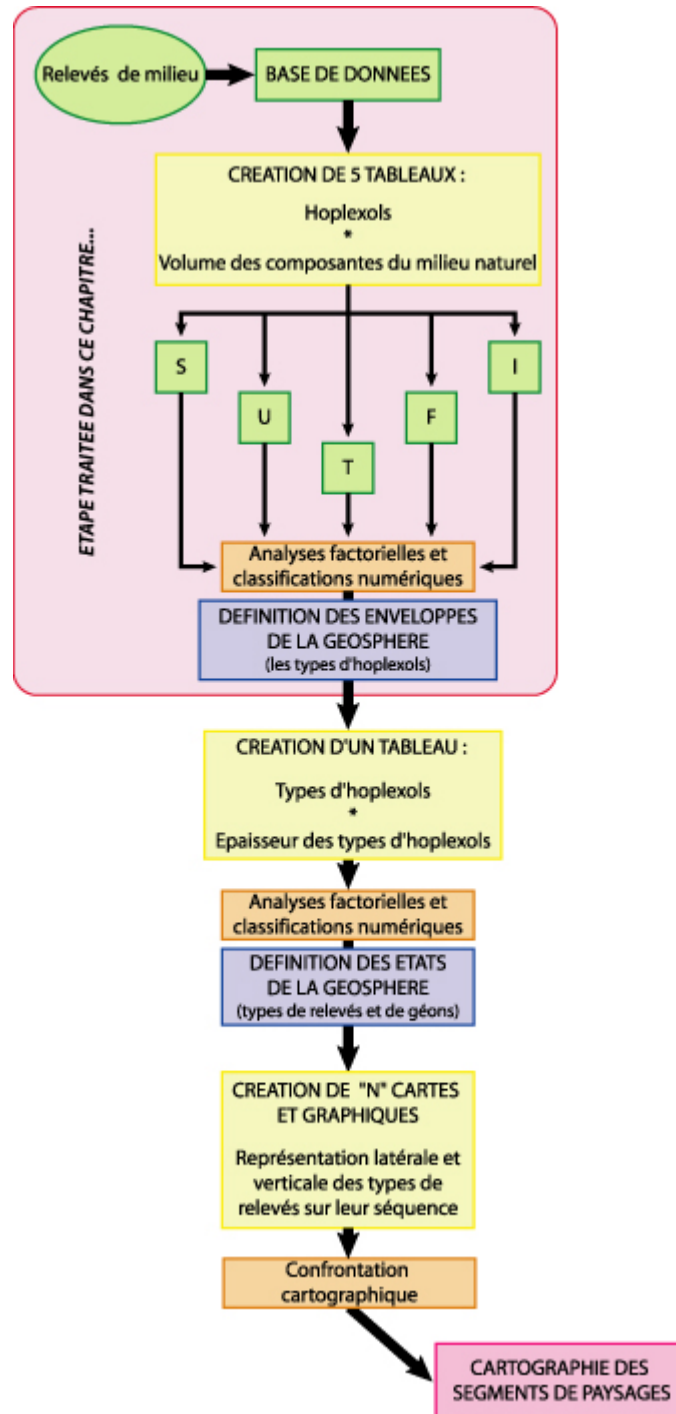 Relevés de milieu
BASE DE DONNEES
CREATION DE 5 TABLEAUX :
Hoplexols
*
Volume des composantes du milieu naturel
ETAPE TRAITEE DANS CE CHAPITRE...
S
I
U
F
T
Analyses factorielles et
classifications numériques
DEFINITION DES ENVELOPPES
DE LA GEOSPHERE
(les types d'hoplexols)
CREATION D'UN TABLEAU :
Types d'hoplexols
*
Epaisseur des types d'hoplexols
Analyses factorielles et
classifications numériques
DEFINITION DES ETATS
DE LA GEOSPHERE
(types de relevés et de géons)
CREATION DE "N" CARTES
ET GRAPHIQUES
Représentation latérale et
verticale des types de
relevés sur leur séquence
Confrontation
cartographique
CARTOGRAPHIE DES
SEGMENTS DE PAYSAGES